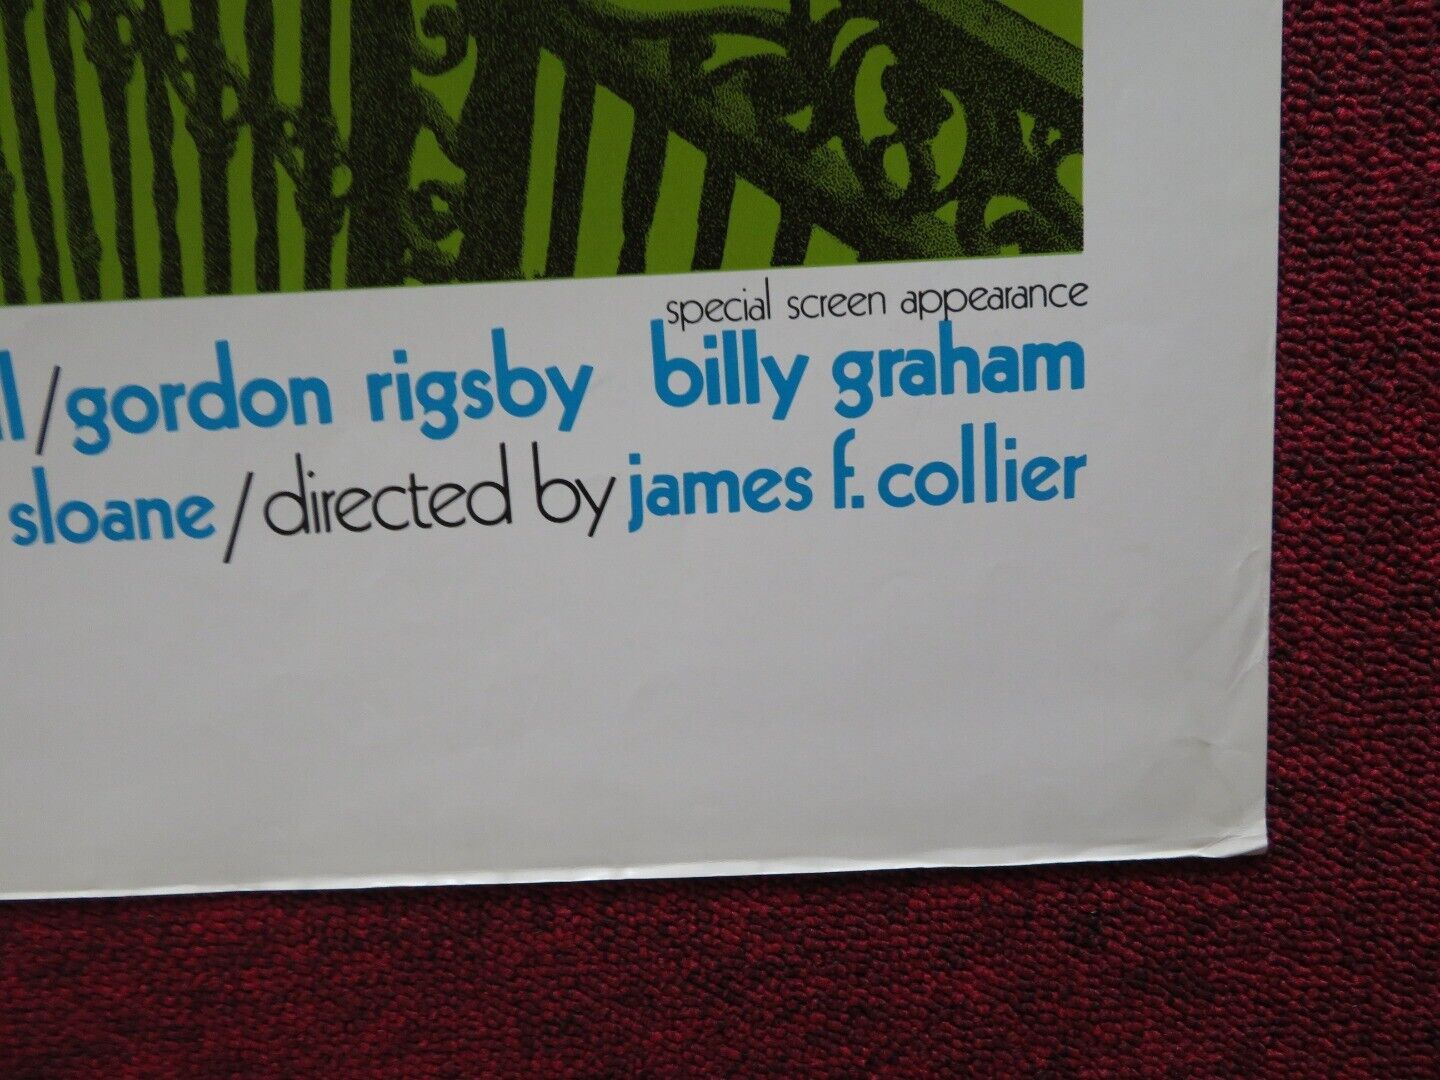 special screen appearance
/gordon rigsby billy graham
sloane/directed by james f. collier